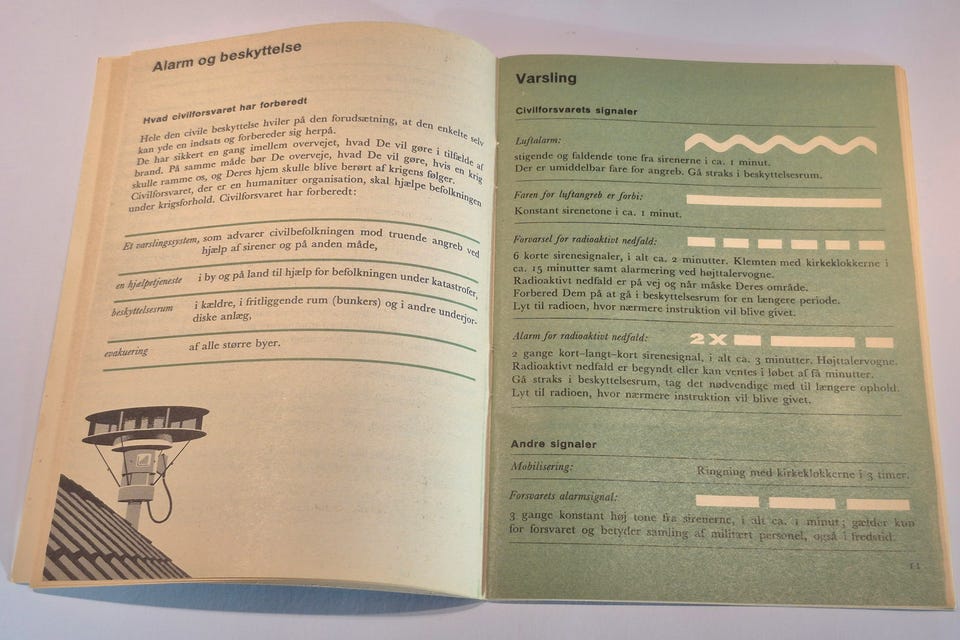 Alarm og beskyttelse
Hvad civilforsvaret har forberedt
Hele den civile beskyttelse hviler på den forudsætning, at den enkelte selv
kan yde en indsats og forbereder sig herpå.
De har sikkert en gang imellem overvejet, hvad De vil gøre i tilfælde af
brand. På samme måde bør De overveje, hvad De vil gøre, hvis en krig
skulle ramme os, og Deres hjem skulle blive berørt af krigens følger.
Civilforsvaret, der er en humanitær organisation, skal hjælpe befolkningen
under krigsforhold. Civilforsvaret har forberedt:
Et varslingssystem, som advarer civilbefolkningen mod truende angreb ved
hjælp af sirener og på anden måde,
en hjælpetjeneste i by og på land til hjælp for befolkningen under katastrofer,
beskyttelsesrum i kældre, i fritliggende rum (bunkers) og i andre underjor-
diske anlæg,
evakuering af alle større byer.
Varsling
Civilforsvarets signaler
Luftalarm:
stigende og faldende tone fra sirenerne i ca. 1 minut.
Der er umiddelbar fare for angreb. Gå straks i beskyttelsesrum.
Faren for luftangreb er forbi:
Konstant sirenetone i ca. 1 minut.
Forvarsel for radioaktivt nedfald:
6 korte sirenesignaler, i alt ca. 2 minutter. Klemten med kirkeklokkerne i
ca. 15 minutter samt alarmering ved højttalervogne.
Radioaktivt nedfald er på vej og når måske Deres område.
Forbered Dem på at gå i beskyttelsesrum for en længere periode.
Lyt til radioen, hvor nærmere instruktion vil blive givet.
Alarm for radioaktivt nedfald: 2X
2 gange kort–langt–kort sirenesignal, i alt ca. 3 minutter. Højttalervogne.
Radioaktivt nedfald er begyndt eller kan ventes i løbet af få minutter.
Gå straks i beskyttelsesrum, tag det nødvendige med til længere ophold.
Lyt til radioen, hvor nærmere instruktion vil blive givet.
Andre signaler
Mobilisering: Ringning med kirkeklokkerne i 3 timer.
Forsvarets alarmsignal:
3 gange konstant høj tone fra sirenerne, i alt ca. 1 minut; gælder kun
for forsvaret og betyder samling af militært personel, også i fredstid.
11